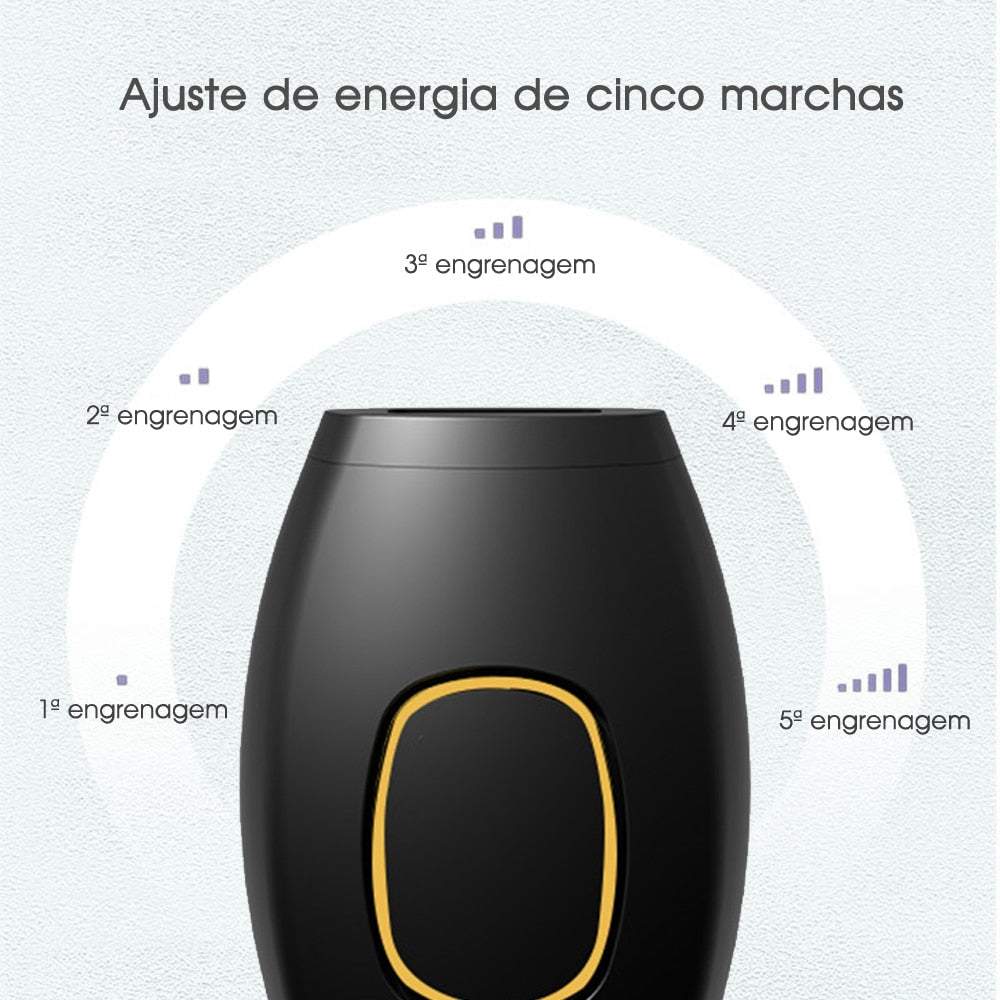 Ajuste de energia de cinco marchas
3ª engrenagem
2ª engrenagem
4ª engrenagem
1ª engrenagem
5ª engrenagem